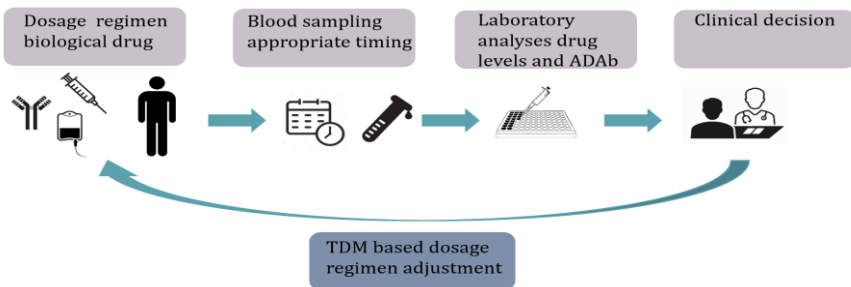 Dosage regimen
biological drug
Blood sampling
appropriate timing
Laboratory
analyses drug
levels and ADAb
Clinical decision
TDM based dosage
regimen adjustment